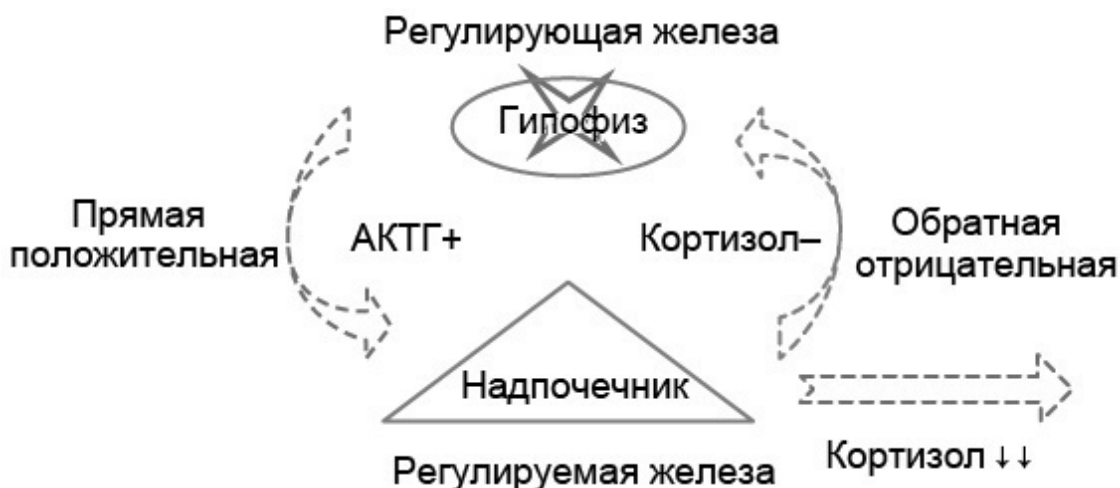 Регулирующая железа
Гипофиз
Прямая
положительная
АКТГ+
Кортизол–
Обратная
отрицательная
Надпочечник
Регулируемая железа
Кортизол ↓↓